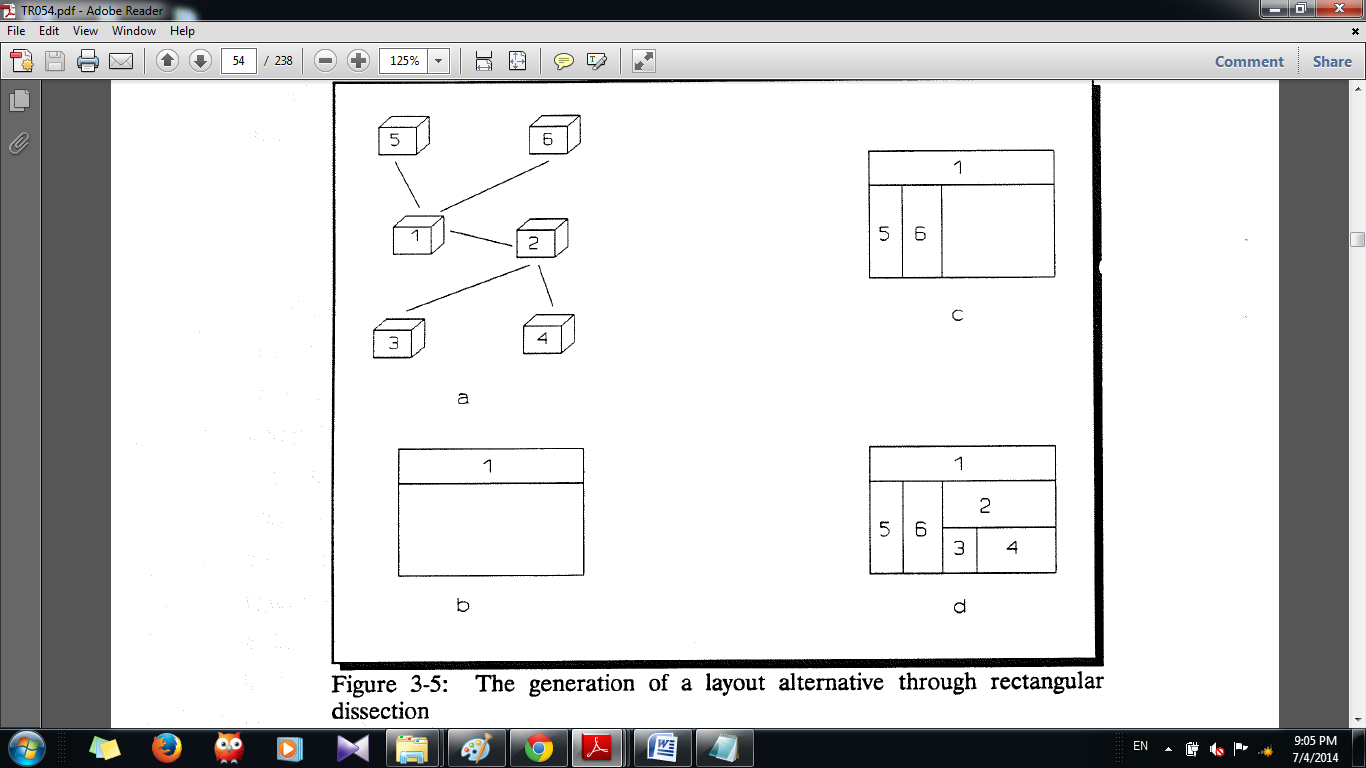 TR054.pdf - Adobe Reader
File Edit View Window Help
54 / 238 125% Comment Share
5 6
1 2
3 4
a
1
5 6
c
1
b
1
2
5 6
3 4
d
Figure 3-5: The generation of a layout alternative through rectangular
dissection
EN
9:05 PM
7/4/2014